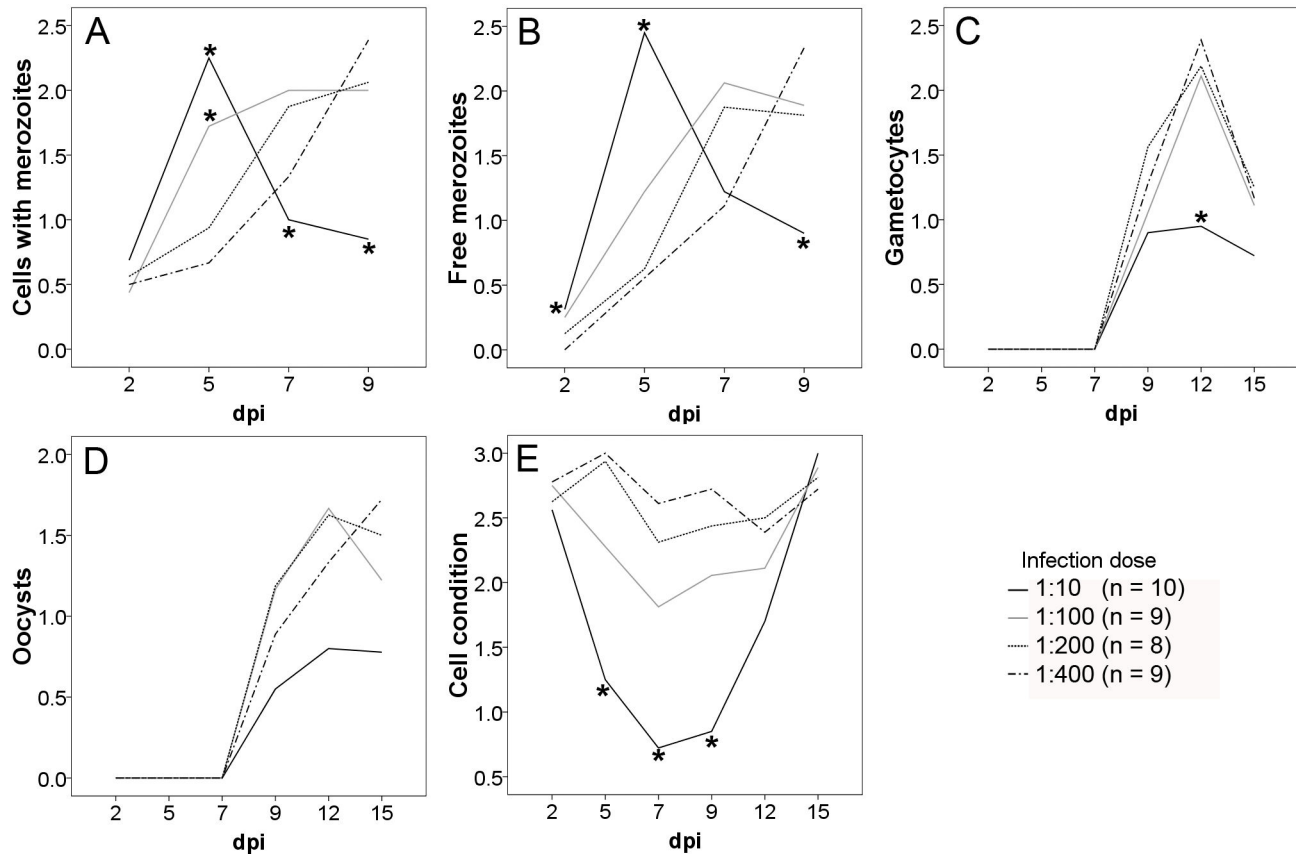 A
Cells with merozoites
2.5
2.0
1.5
1.0
0.5
0.0
*
*
*
*
2 5 7 9
dpi
B
Free merozoites
2.5
2.0
1.5
1.0
0.5
0.0
*
*
*
2 5 7 9
dpi
C
Gametocytes
2.5
2.0
1.5
1.0
0.5
0.0
*
2 5 7 9 12 15
dpi
D
Oocysts
2.0
1.5
1.0
0.5
0.0
2 5 7 9 12 15
dpi
E
Cell condition
3.0
2.5
2.0
1.5
1.0
0.5
*
*
*
2 5 7 9 12 15
dpi
Infection dose
1:10 (n = 10)
1:100 (n = 9)
1:200 (n = 8)
1:400 (n = 9)